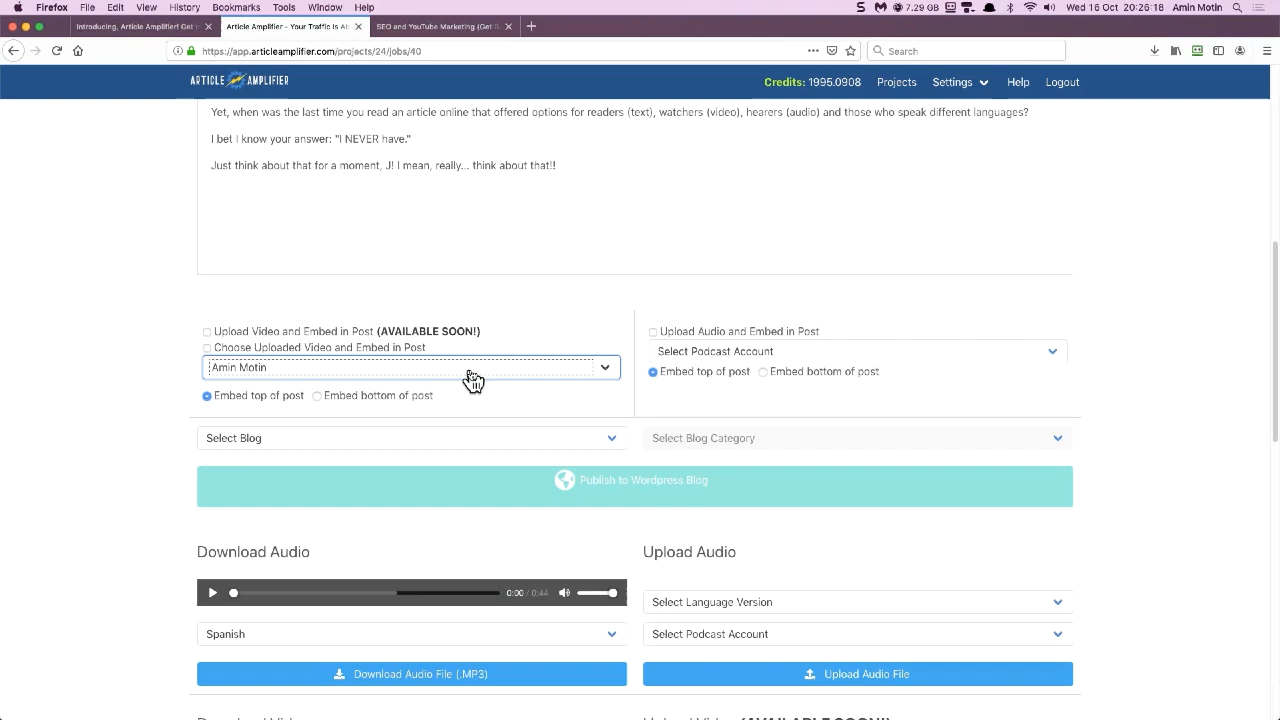 Firefox File Edit View History Bookmarks Tools Window Help 7.29 GB Wed 16 Oct 20:26:18 Amin Motin
Introducing, Article Amplifier! Get m
Article Amplifier - Your Traffic Is Al
SEO and YouTube Marketing (Get R
https://app.articleamplifier.com/projects/24/jobs/40
Search
ARTICLE AMPLIFIER
Credits: 1995.0908 Projects Settings Help Logout
Yet, when was the last time you read an article online that offered options for readers (text), watchers (video), hearers (audio) and those who speak different languages?
I bet I know your answer: "I NEVER have."
Just think about that for a moment, J! I mean, really... think about that!!
Upload Video and Embed in Post (AVAILABLE SOON!)
Choose Uploaded Video and Embed in Post
Amin Motin
Embed top of post Embed bottom of post
Upload Audio and Embed in Post
Select Podcast Account
Embed top of post Embed bottom of post
Select Blog
Select Blog Category
Publish to Wordpress Blog
Download Audio
Upload Audio
0:00 / 0:44
Select Language Version
Spanish
Select Podcast Account
Download Audio File (.MP3)
Upload Audio File
Download Video
Upload Video (AVAILABLE SOON!)